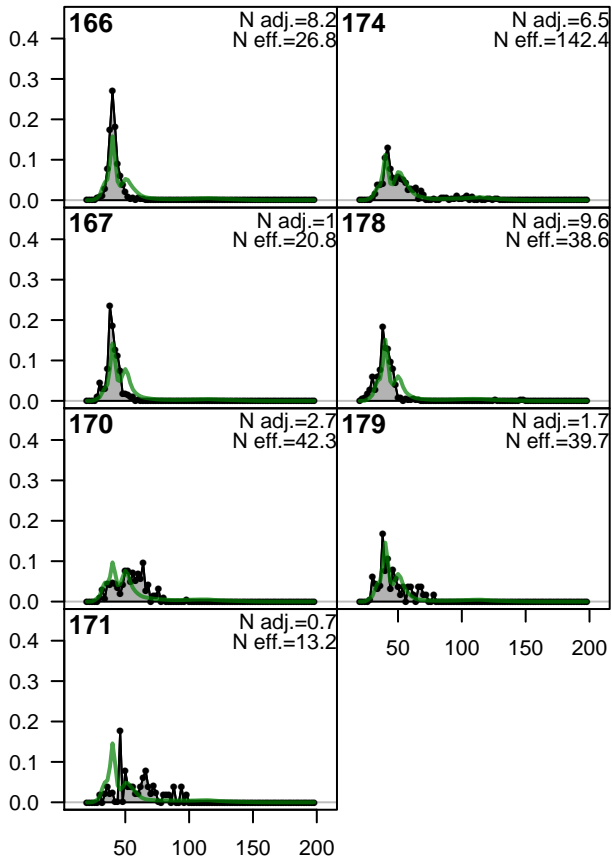 166
N adj.=8.2
N eff.=26.8
174
N adj.=6.5
N eff.=142.4
0.4
0.3
0.2
0.1
0.0
167
N adj.=1
N eff.=20.8
178
N adj.=9.6
N eff.=38.6
0.4
0.3
0.2
0.1
0.0
170
N adj.=2.7
N eff.=42.3
179
N adj.=1.7
N eff.=39.7
0.4
0.3
0.2
0.1
0.0
171
N adj.=0.7
N eff.=13.2
0.4
0.3
0.2
0.1
0.0
50 100 150 200
50 100 150 200